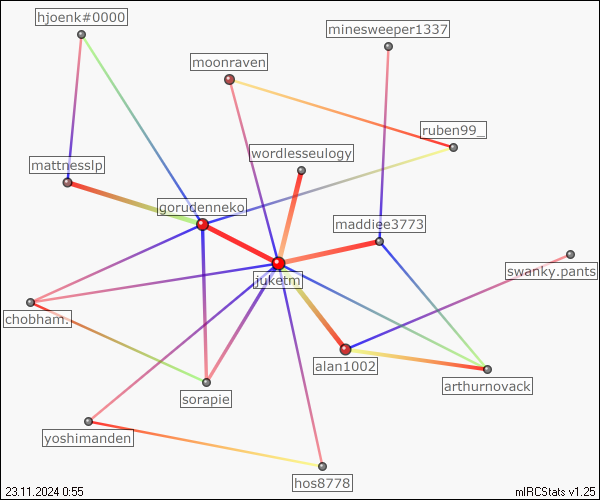 hjoenk#0000
minesweeper1337
moonraven
ruben99_
wordlesseulogy
mattnesslp
gorudenneko
maddiee3773
swanky.pants
juketm
chobham.
alan1002
arthurnovack
sorapie
yoshimanden
hos8778
23.11.2024 0:55
mIRCStats v1.25